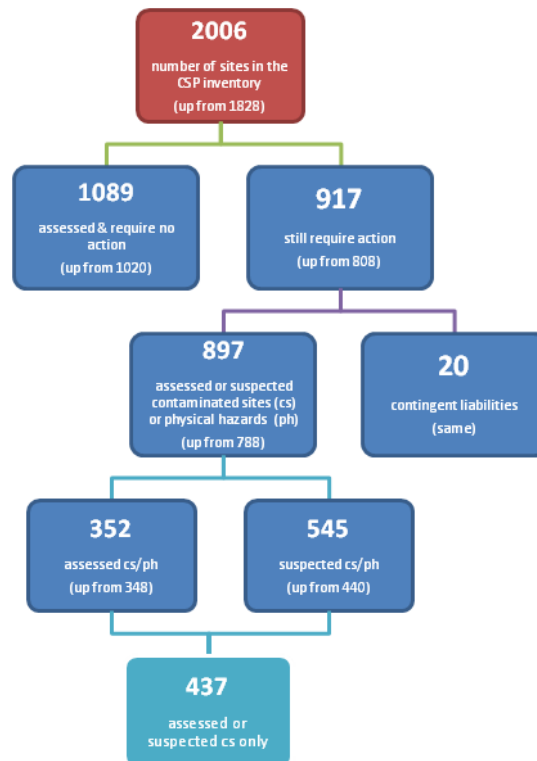 2006
number of sites in the
CSP inventory
(up from 1828)
1089
assessed & require no
action
(up from 1020)
917
still require action
(up from 808)
897
assessed or suspected
contaminated sites (cs)
or physical hazards (ph)
(up from 788)
20
contingent liabilities
(same)
352
assessed cs/ph
(up from 348)
545
suspected cs/ph
(up from 440)
437
assessed or
suspected cs only